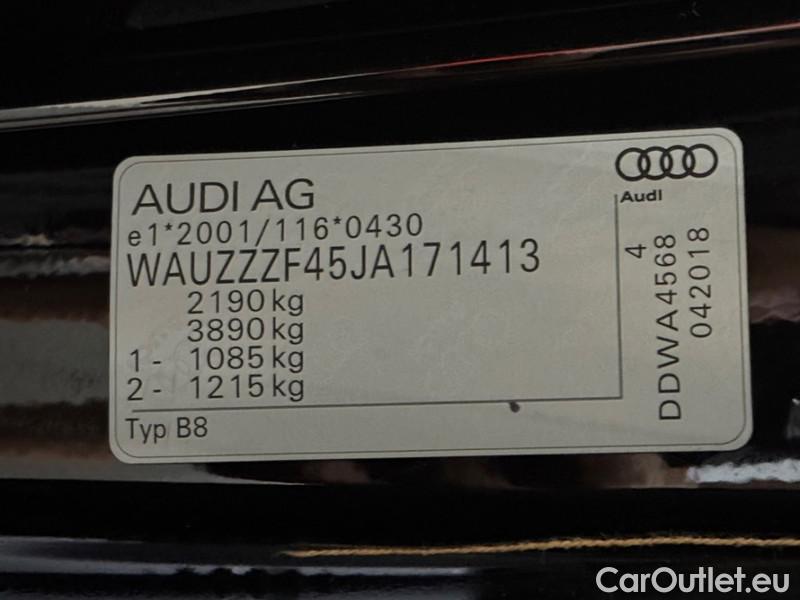 AUDI AG
Audi
e1*2001/116*0430
WAUZZZF45JA171413
2190 kg
3890 kg
1 - 1085 kg
2 - 1215 kg
Typ B8
4
DDWA4568
042018
CarOutlet.eu